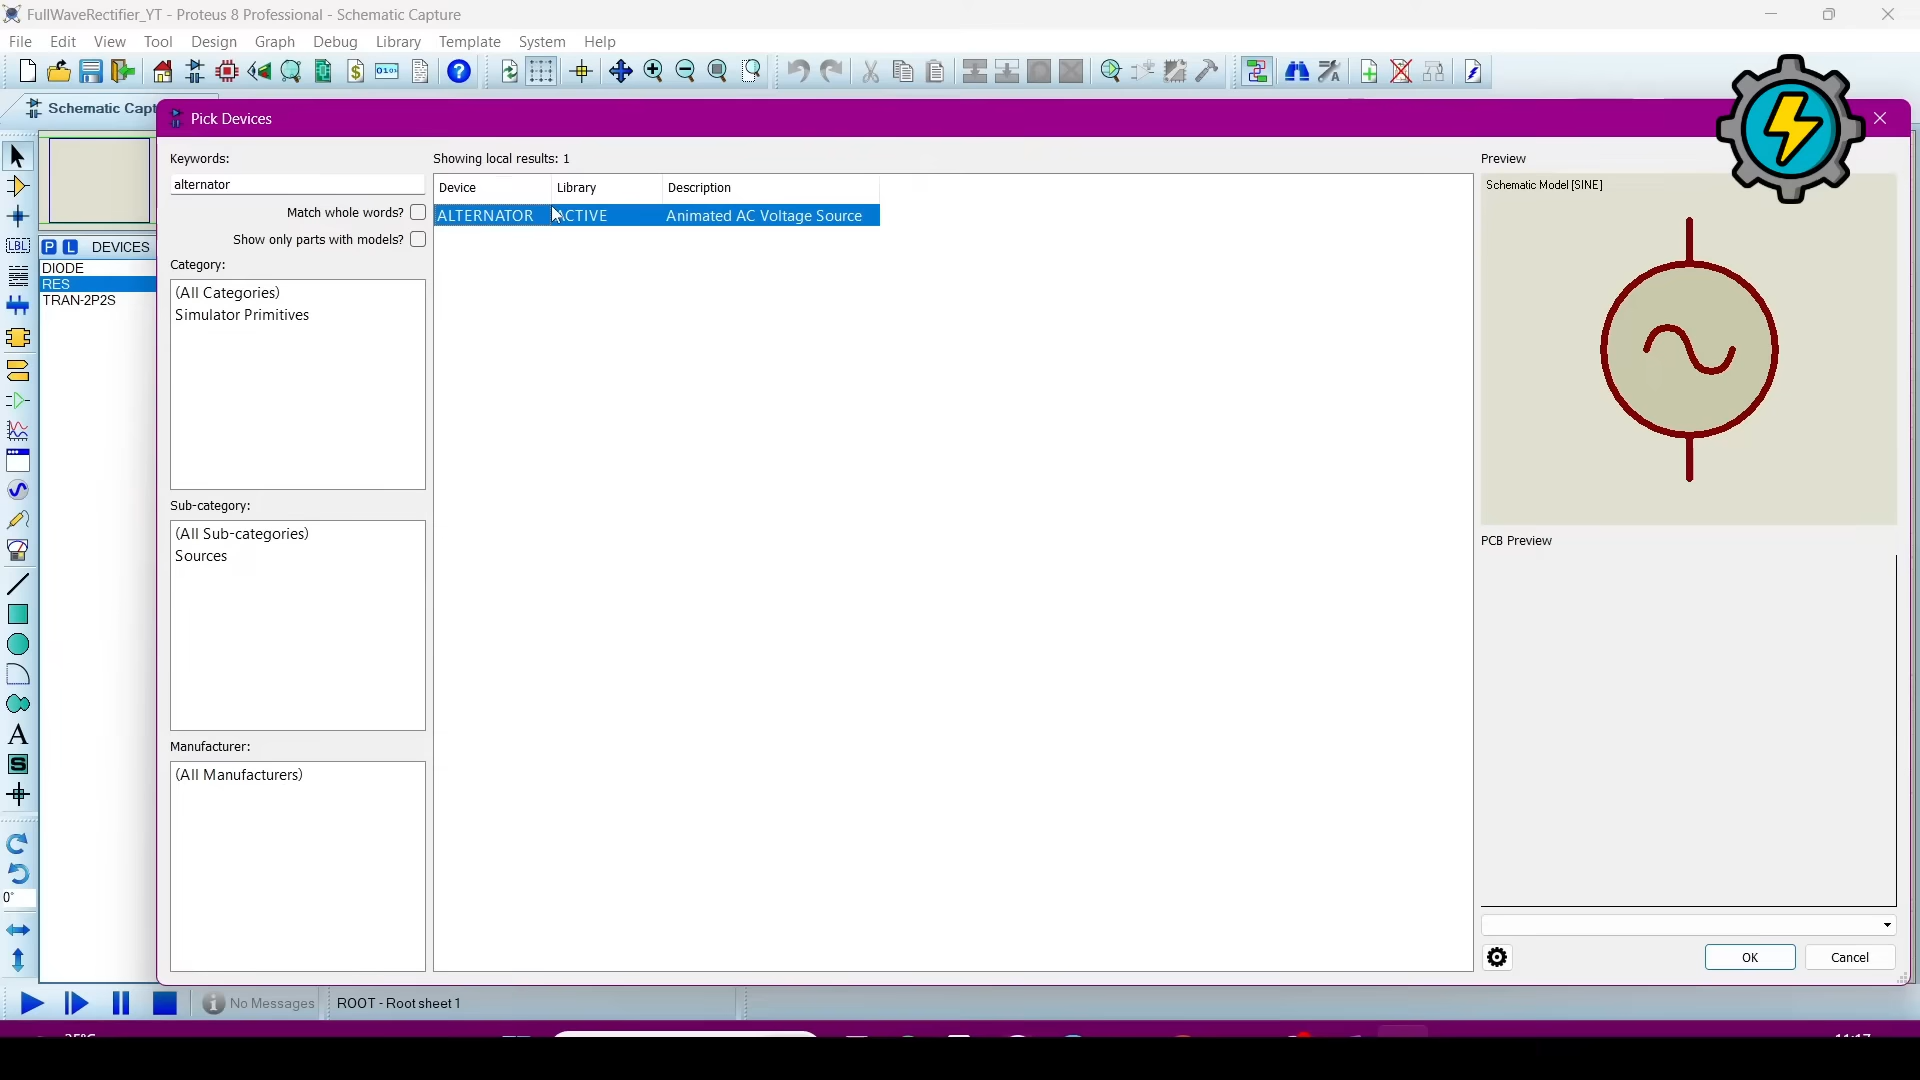 FullWaveRectifier_YT - Proteus 8 Professional - Schematic Capture
File Edit View Tool Design Graph Debug Library Template System Help
Schematic Capt
Pick Devices
Keywords:
alternator
Match whole words?
Show only parts with models?
Category:
(All Categories)
Simulator Primitives
Sub-category:
(All Sub-categories)
Sources
Manufacturer:
(All Manufacturers)
Showing local results: 1
Device Library Description
ALTERNATOR ACTIVE Animated AC Voltage Source
Preview
Schematic Model [SINE]
PCB Preview
OK Cancel
P L DEVICES
DIODE
RES
TRAN-2P2S
LBL
A
S
0°
No Messages ROOT - Root sheet 1